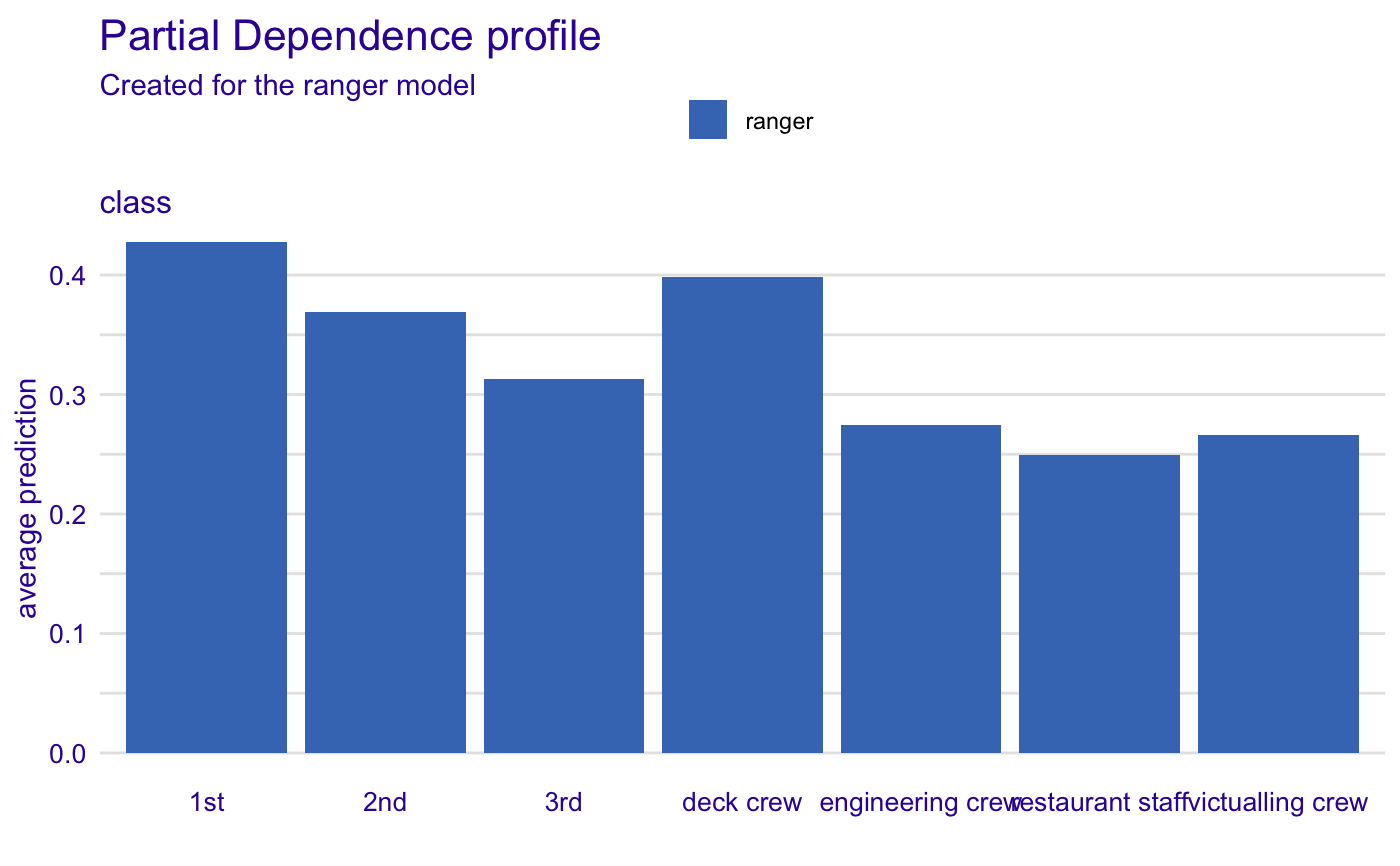 Partial Dependence profile
Created for the ranger model
ranger
class
average prediction
0.4
0.3
0.2
0.1
0.0
1st 2nd 3rd deck crew engineering crew restaurant staff victualling crew